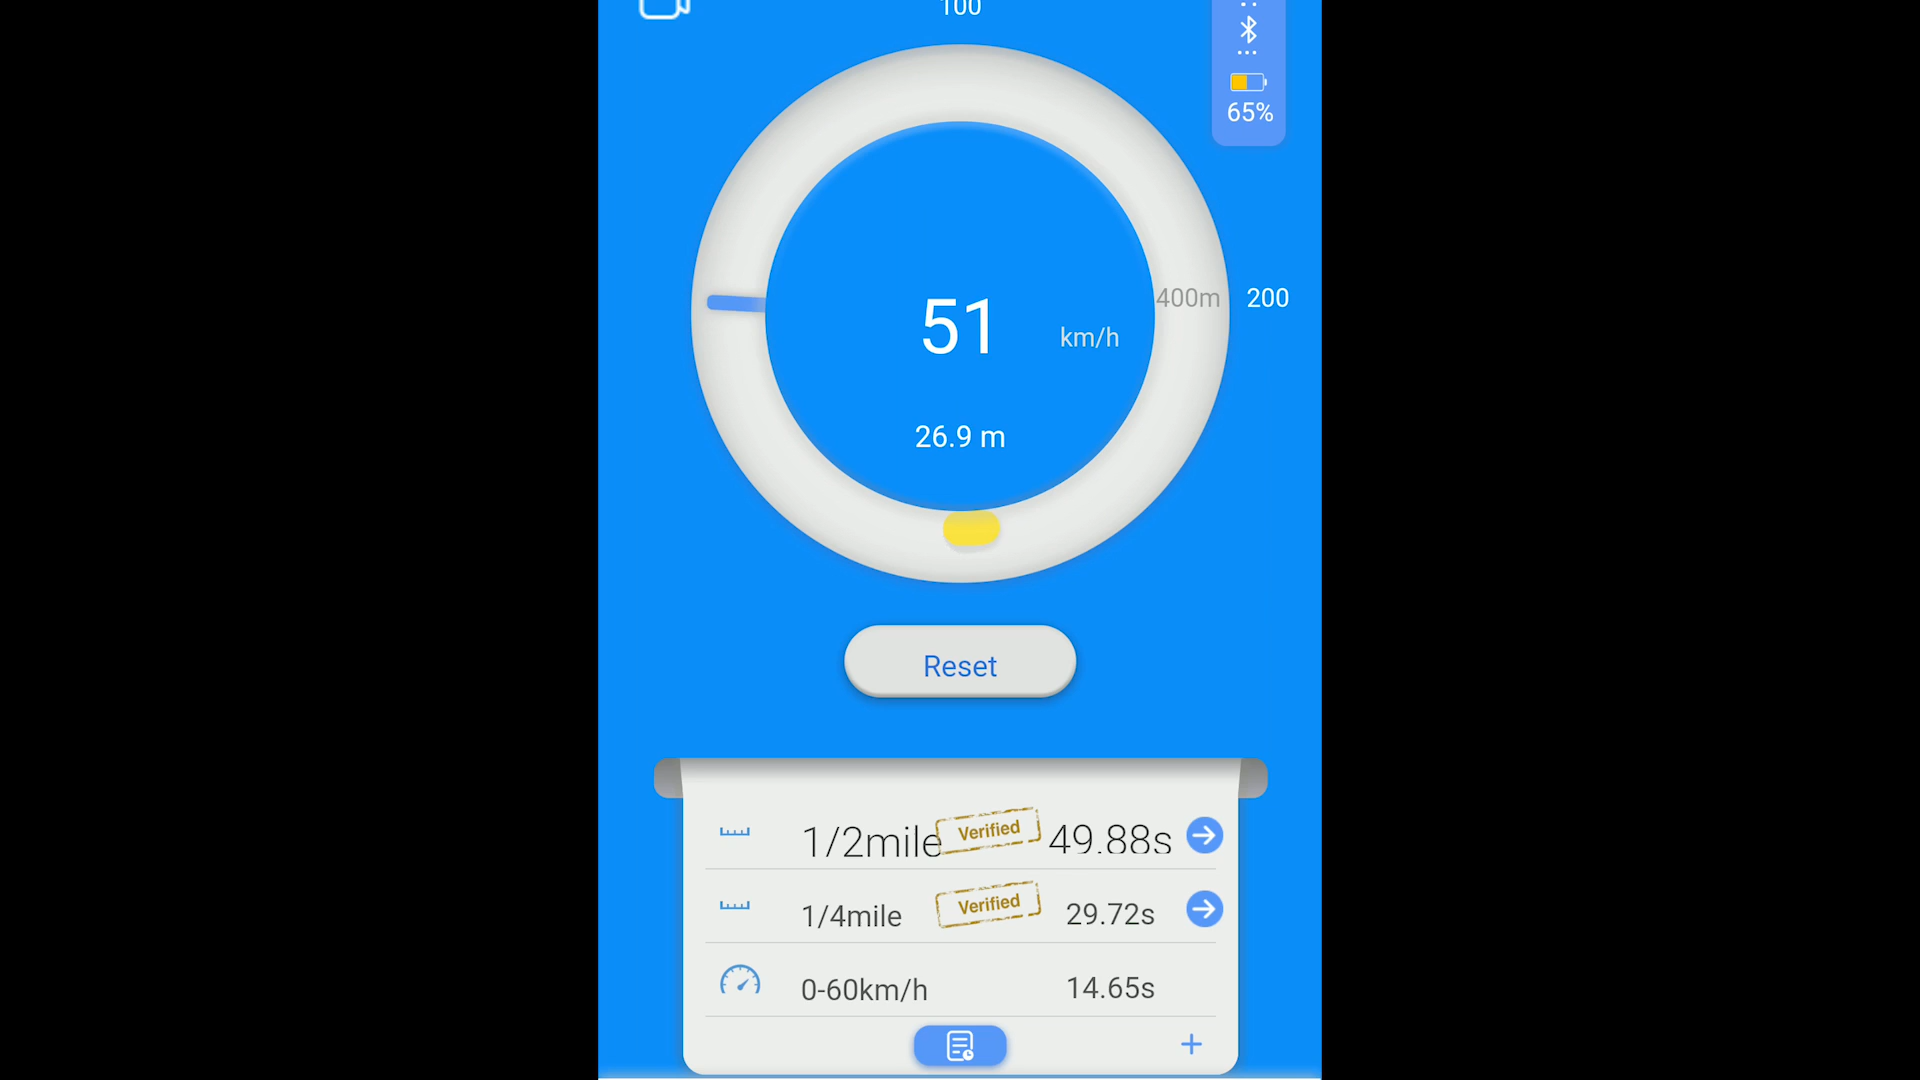 100
65%
400m 200
51 km/h
26.9 m
Reset
1/2mile Verified 49.88s
1/4mile Verified 29.72s
0-60km/h 14.65s
+